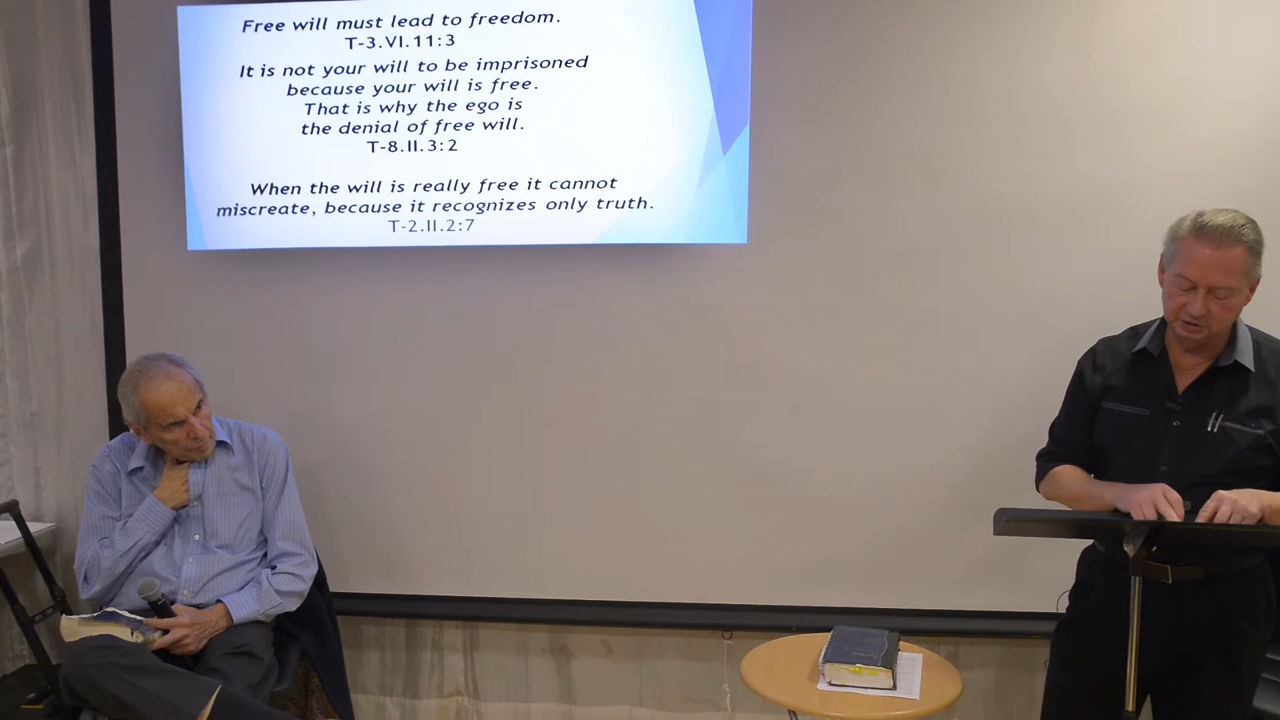 Free will must lead to freedom.
T-3.VI.11:3
It is not your will to be imprisoned
because your will is free.
That is why the ego is
the denial of free will.
T-8.II.3:2
When the will is really free it cannot
miscreate, because it recognizes only truth.
T-2.II.2:7